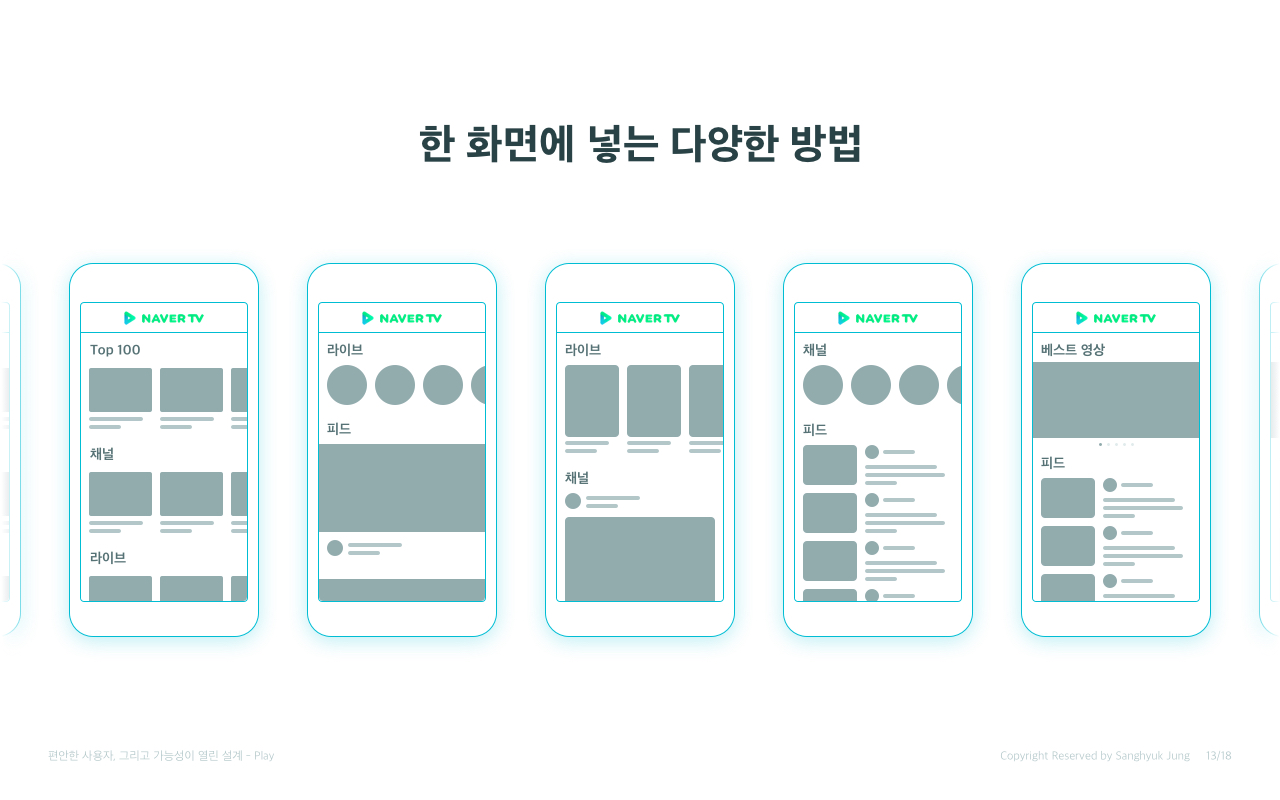 한 화면에 넣는 다양한 방법
NAVER TV
Top 100
채널
라이브
NAVER TV
라이브
피드
NAVER TV
라이브
채널
NAVER TV
채널
피드
NAVER TV
베스트 영상
피드
편안한 사용자, 그리고 가능성이 열린 설계 - Play
Copyright Reserved by Sanghyuk Jung 13/18